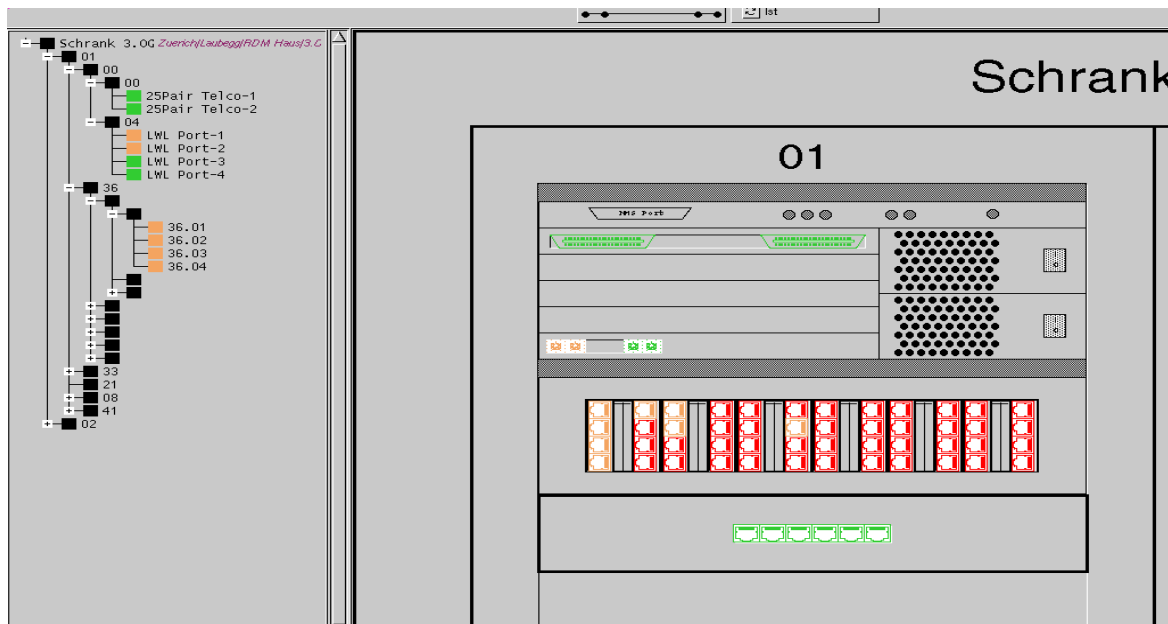 Ist
Schrank 3.OG Zuerich/Laubegg/RDM Haus/3.G
01
00
00
25Pair Telco-1
25Pair Telco-2
04
LWL Port-1
LWL Port-2
LWL Port-3
LWL Port-4
36
36.01
36.02
36.03
36.04
33
21
08
41
02
Schrank
01
NMS Port